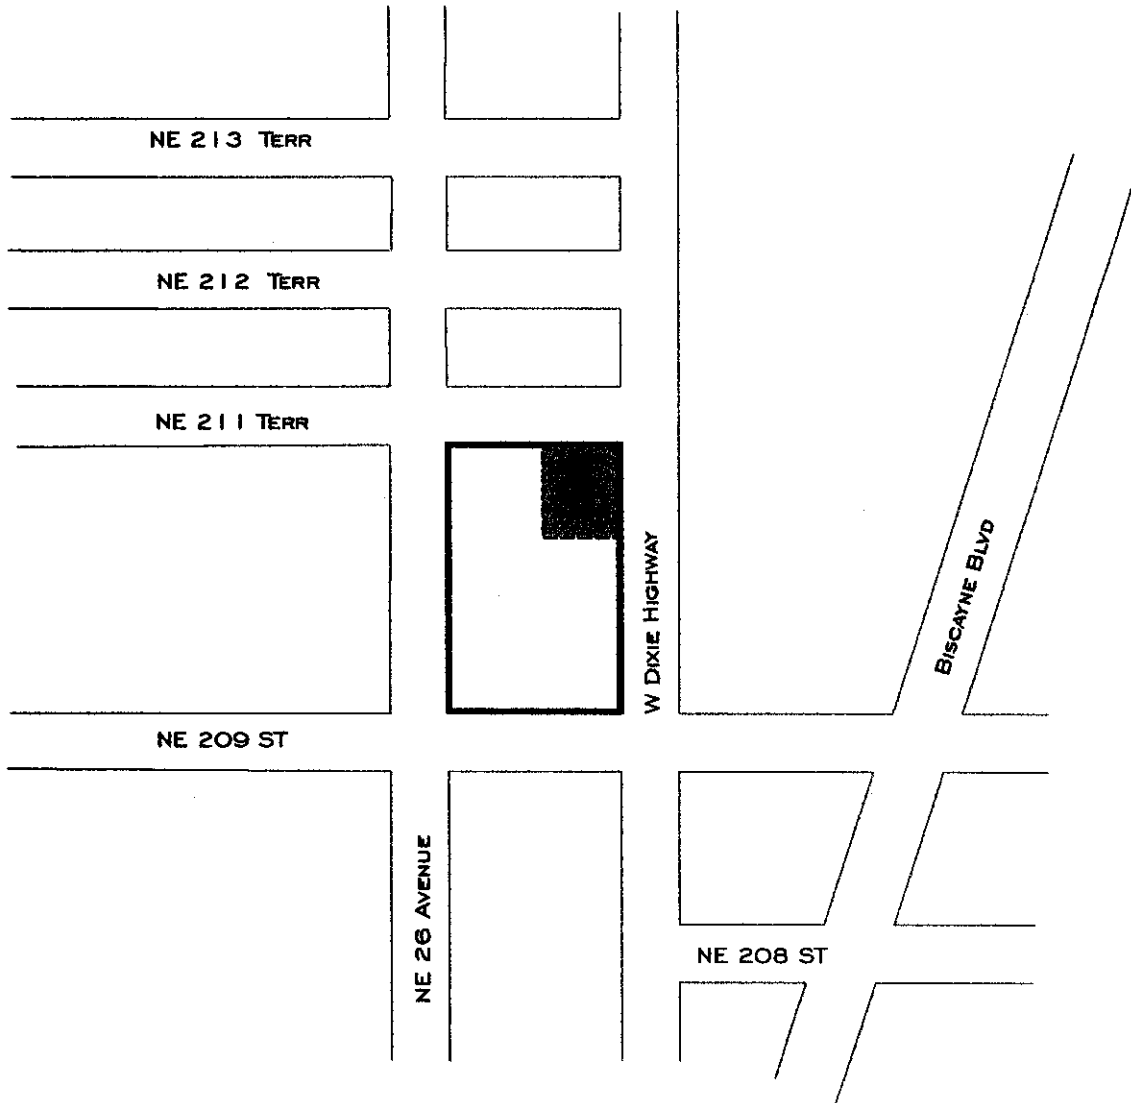 NE 213 TERR
NE 212 TERR
NE 211 TERR
BISCAYNE BLVD
W DIXIE HIGHWAY
NE 209 ST
NE 26 AVENUE
NE 208 ST